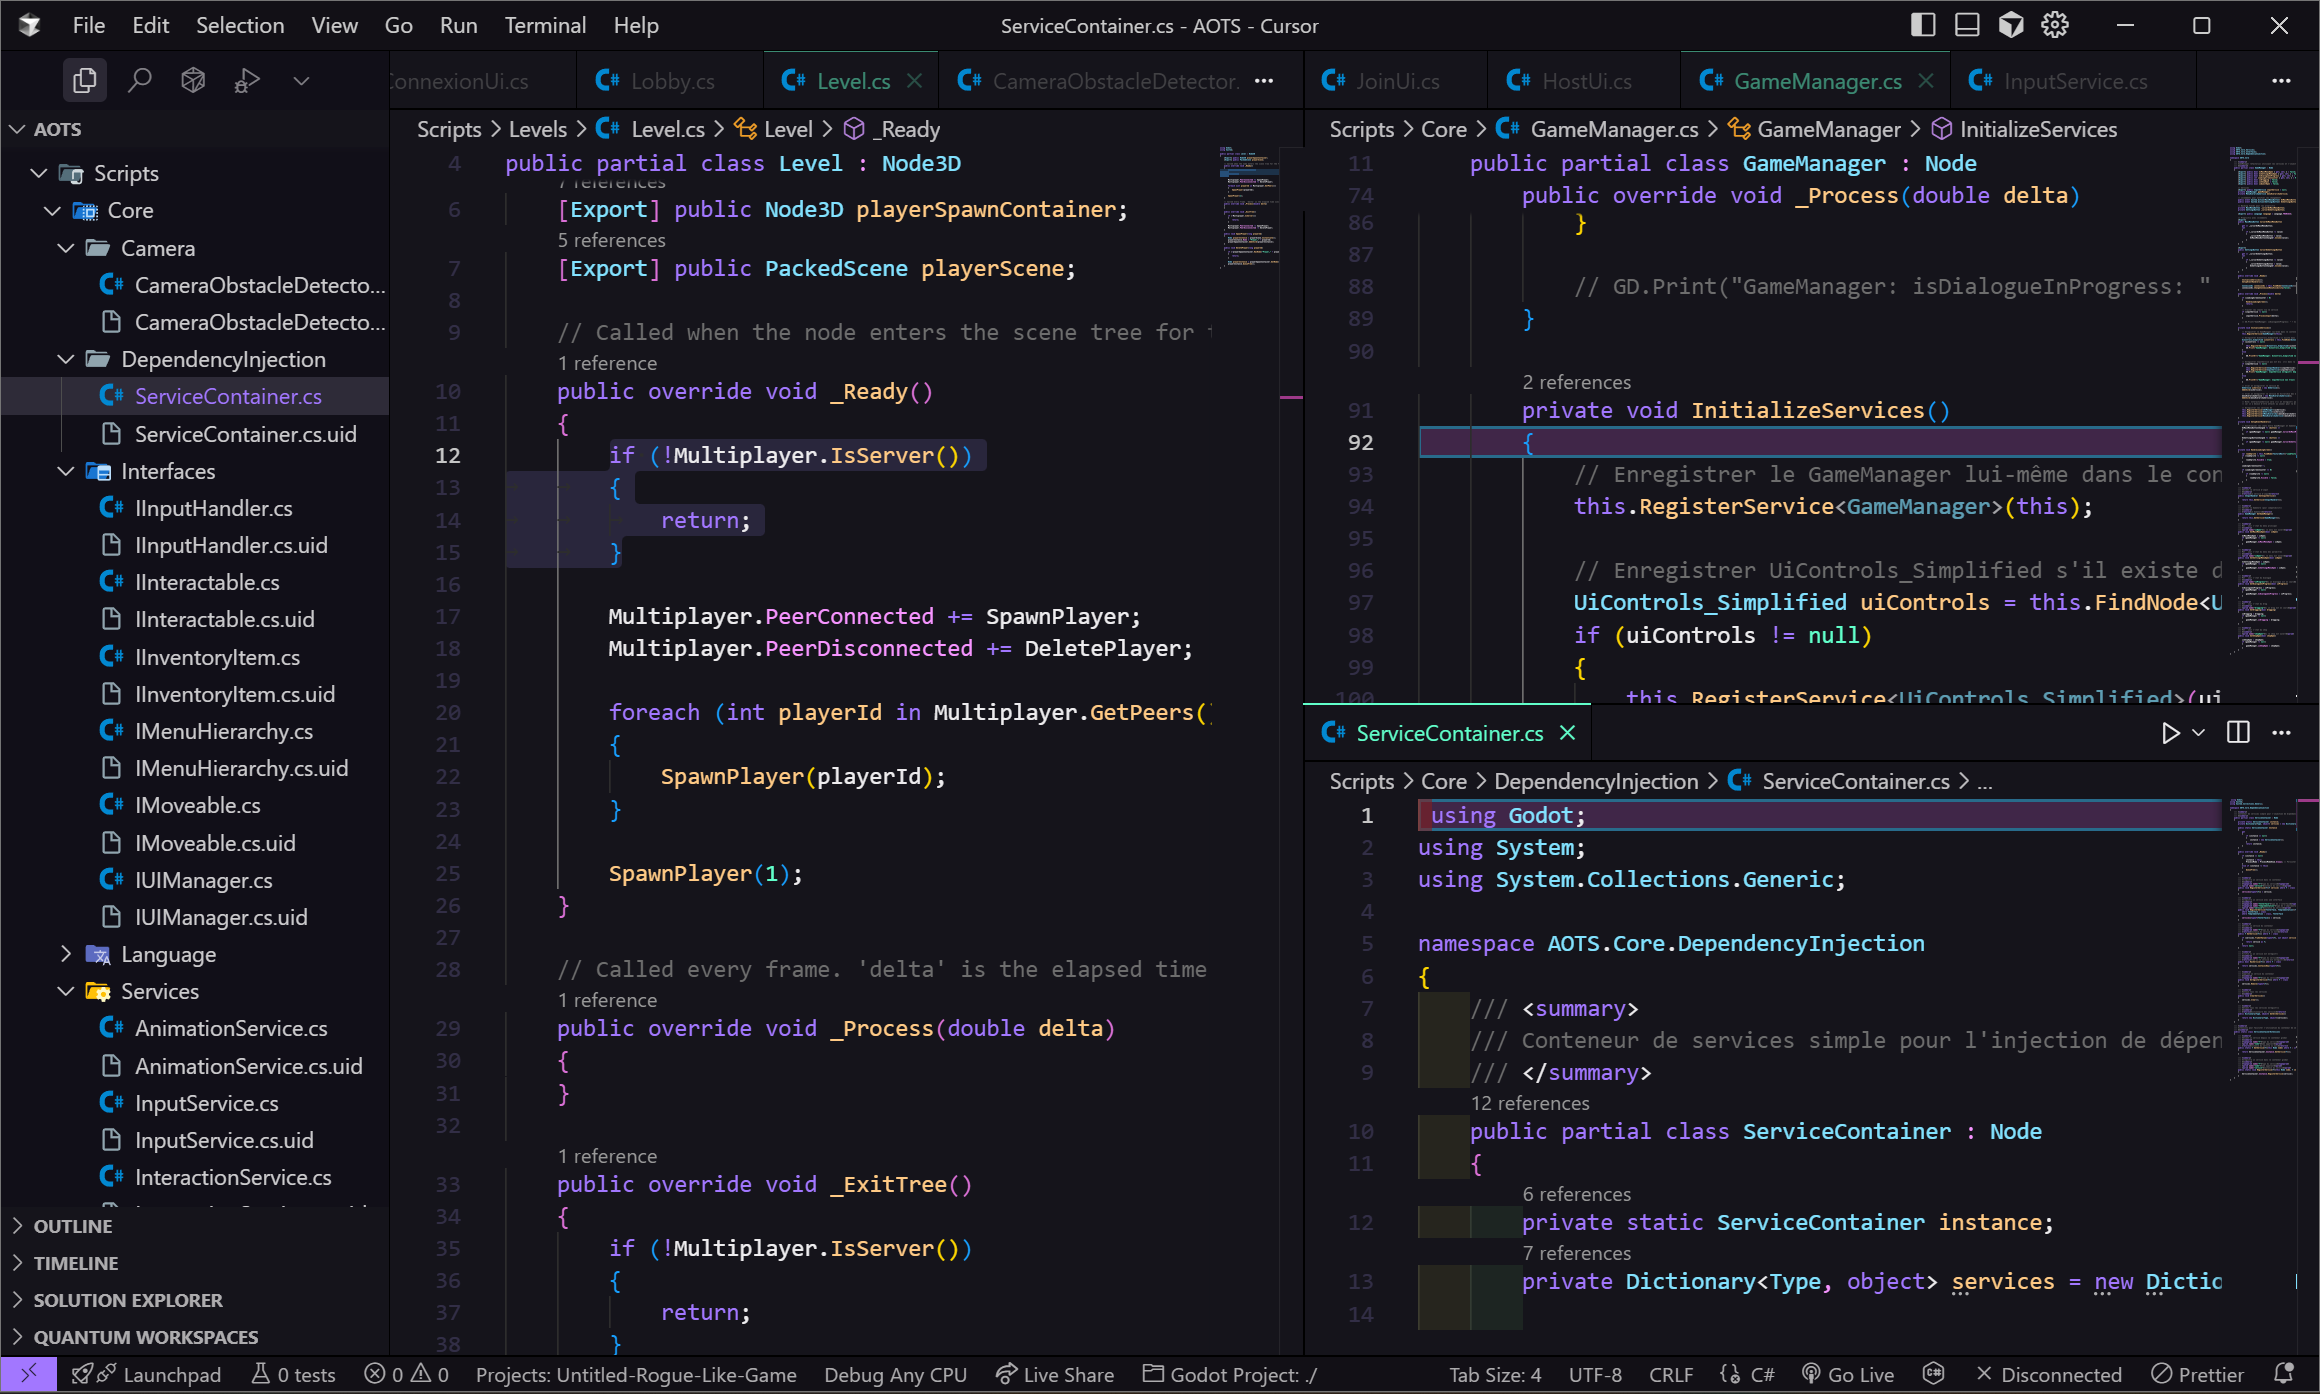 File Edit Selection View Go Run Terminal Help
ServiceContainer.cs - AOTS - Cursor
AOTS
Scripts
Core
Camera
CameraObstacleDetecto...
CameraObstacleDetecto...
DependencyInjection
ServiceContainer.cs
ServiceContainer.cs.uid
Interfaces
IInputHandler.cs
IInputHandler.cs.uid
IInteractable.cs
IInteractable.cs.uid
IInventoryItem.cs
IInventoryItem.cs.uid
IMenuHierarchy.cs
IMenuHierarchy.cs.uid
IMoveable.cs
IMoveable.cs.uid
IUIManager.cs
IUIManager.cs.uid
Language
Services
AnimationService.cs
AnimationService.cs.uid
InputService.cs
InputService.cs.uid
InteractionService.cs
OUTLINE
TIMELINE
SOLUTION EXPLORER
QUANTUM WORKSPACES
onnexionUi.cs Lobby.cs Level.cs CameraObstacleDetector.
Scripts > Levels > Level.cs > Level > _Ready
4 public partial class Level : Node3D
7 references
6 [Export] public Node3D playerSpawnContainer;
5 references
7 [Export] public PackedScene playerScene;
8
9 // Called when the node enters the scene tree for
1 reference
10 public override void _Ready()
11 {
12 if (!Multiplayer.IsServer())
13 {
14 return;
15 }
16
17 Multiplayer.PeerConnected += SpawnPlayer;
18 Multiplayer.PeerDisconnected += DeletePlayer;
19
20 foreach (int playerId in Multiplayer.GetPeers()
21 {
22 SpawnPlayer(playerId);
23 }
24
25 SpawnPlayer(1);
26 }
27
28 // Called every frame. 'delta' is the elapsed time
1 reference
29 public override void _Process(double delta)
30 {
31 }
32
1 reference
33 public override void _ExitTree()
34 {
35 if (!Multiplayer.IsServer())
36 {
37 return;
38 }
JoinUi.cs HostUi.cs GameManager.cs InputService.cs
Scripts > Core > GameManager.cs > GameManager > InitializeServices
11 public partial class GameManager : Node
74 public override void _Process(double delta)
86 }
87
88 // GD.Print("GameManager: isDialogueInProgress: "
89 }
90
2 references
91 private void InitializeServices()
92 {
93 // Enregistrer le GameManager lui-même dans le con
94 this.RegisterService<GameManager>(this);
95
96 // Enregistrer UiControls_Simplified s'il existe d
97 UiControls_Simplified uiControls = this.FindNode<U
98 if (uiControls != null)
99 {
100 this.RegisterService<UiControls_Simplified>(ui
ServiceContainer.cs
Scripts > Core > DependencyInjection > ServiceContainer.cs > ...
1 using Godot;
2 using System;
3 using System.Collections.Generic;
4
5 namespace AOTS.Core.DependencyInjection
6 {
7 /// <summary>
8 /// Conteneur de services simple pour l'injection de dépen
9 /// </summary>
12 references
10 public partial class ServiceContainer : Node
11 {
6 references
12 private static ServiceContainer instance;
7 references
13 private Dictionary<Type, object> services = new Dictio
14
Launchpad 0 tests 0 0 Projects: Untitled-Rogue-Like-Game Debug Any CPU Live Share Godot Project: ./ Tab Size: 4 UTF-8 CRLF C# Go Live Disconnected Prettier